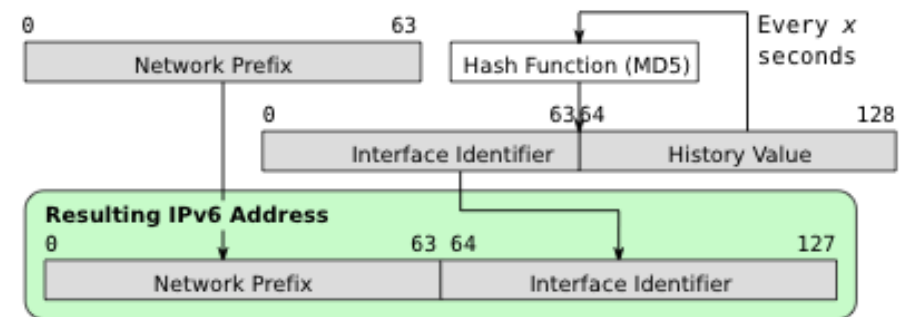 0 63
Network Prefix
Hash Function (MD5)
Every x
seconds
0 63 64 128
Interface Identifier History Value
Resulting IPv6 Address
0 63 64 127
Network Prefix Interface Identifier